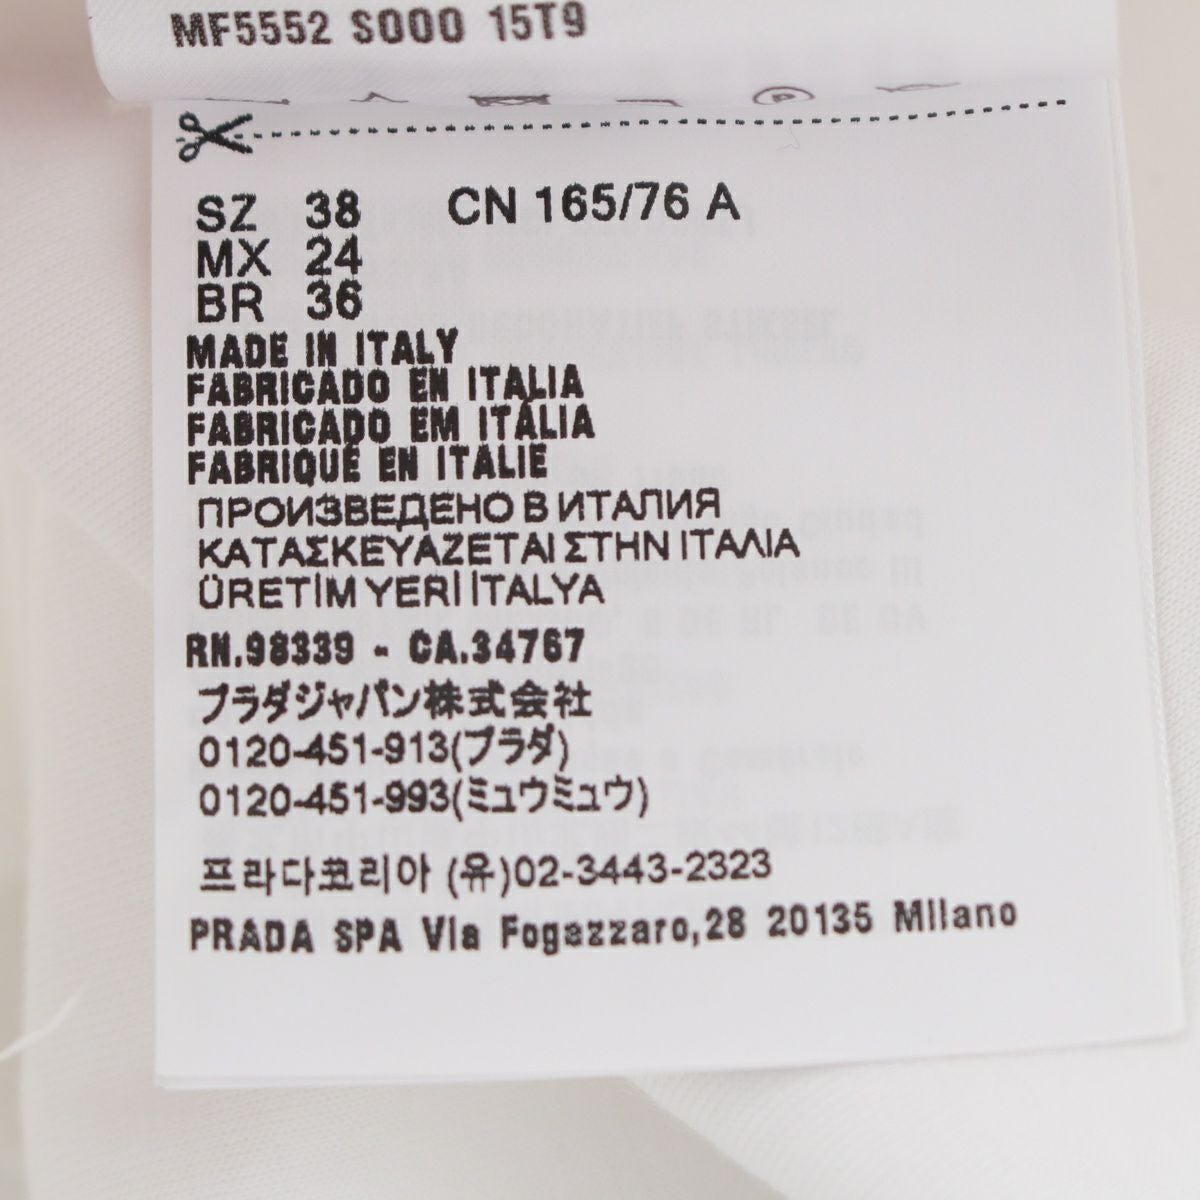 MF5552 S000 15T9
SZ 38 CN 165/76 A
MX 24
BR 36
MADE IN ITALY
FABRICADO EN ITALIA
FABRICADO EM ITÁLIA
FABRIQUÉ EN ITALIE
ПРОИЗВЕДЕНО В ИТАЛИЯ
ΚΑΤΑΣΚΕΥΑΖΕΤΑΙ ΣΤΗΝ ΙΤΑΛΙΑ
ÜRETİM YERİ İTALYA
RN.98339 - CA.34767
プラダジャパン株式会社
0120-451-913(プラダ)
0120-451-993(ミュウミュウ)
프라다코리아 (유)02-3443-2323
PRADA SPA Via Fogazzaro,28 20135 Milano